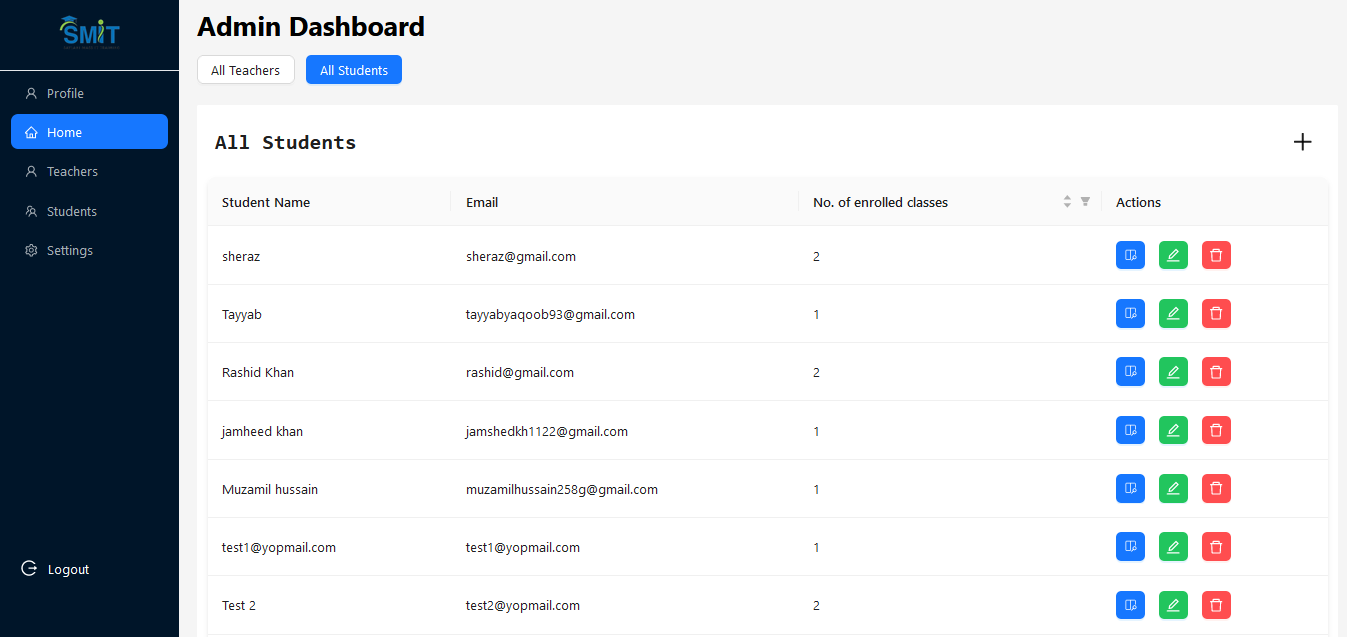 SMiT
Admin Dashboard
All Teachers All Students
Profile
Home
Teachers
Students
Settings
Logout
All Students
Student Name Email No. of enrolled classes Actions
sheraz sheraz@gmail.com 2
Tayyab tayyabyaqoob93@gmail.com 1
Rashid Khan rashid@gmail.com 2
jamheed khan jamshedkh1122@gmail.com 1
Muzamil hussain muzamilhussain258g@gmail.com 1
test1@yopmail.com test1@yopmail.com 1
Test 2 test2@yopmail.com 2